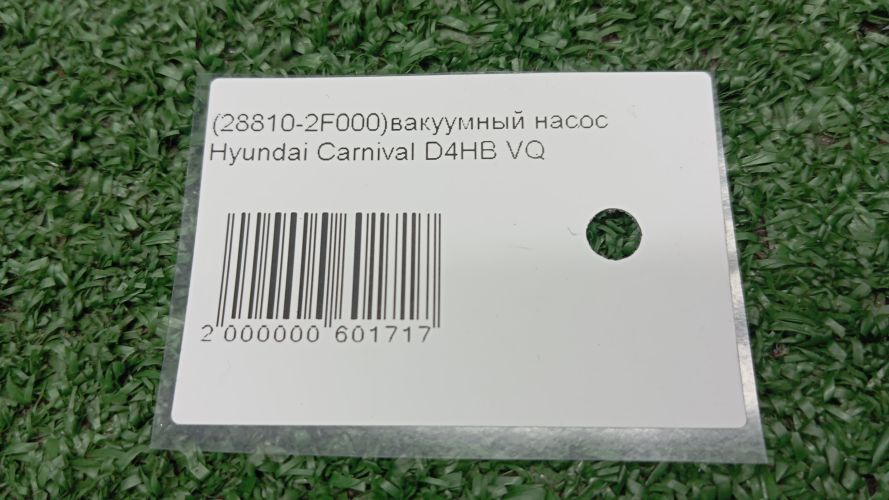 (28810-2F000)вакуумный насос
Hyundai Carnival D4HB VQ
2 000000 601717